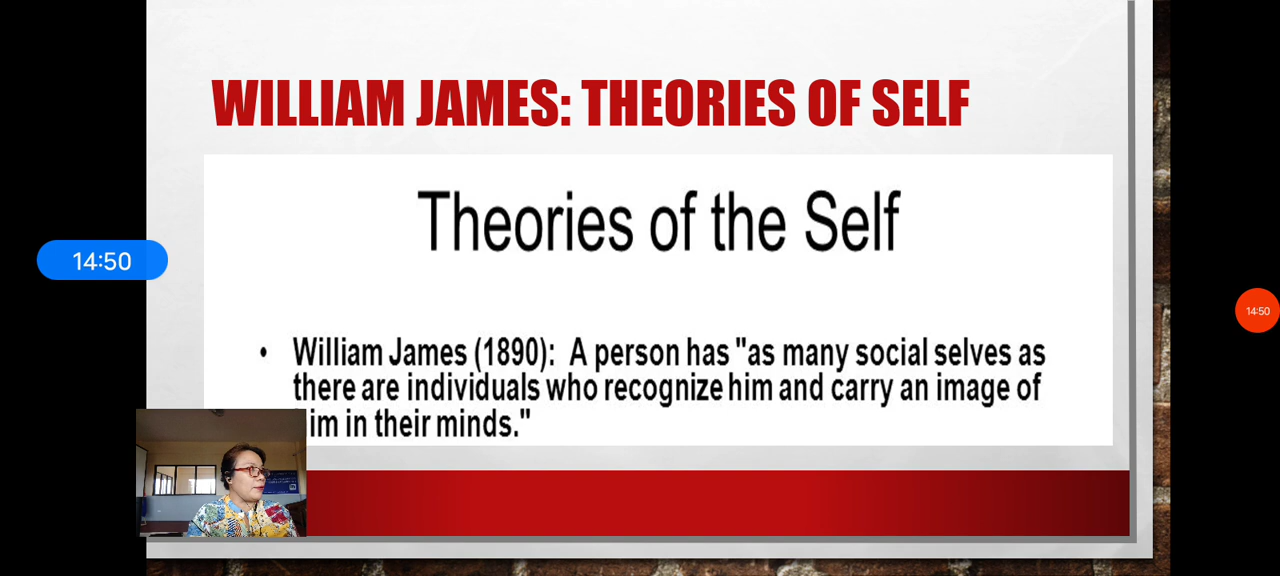 WILLIAM JAMES: THEORIES OF SELF
Theories of the Self
14:50
14:50
• William James (1890): A person has "as many social selves as
there are individuals who recognize him and carry an image of
im in their minds."